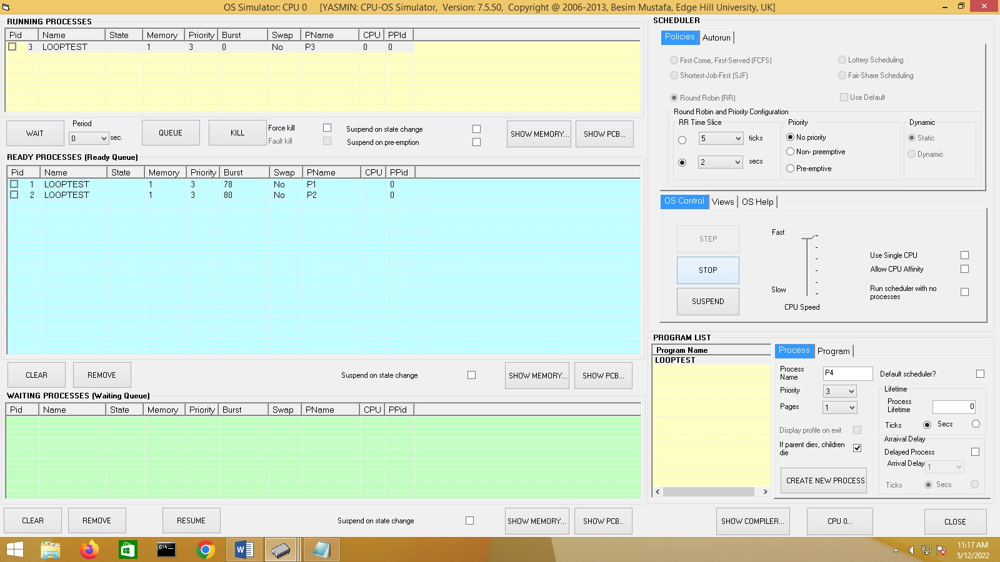 OS Simulator: CPU 0 [YASMIN: CPU-OS Simulator, Version: 7.5.50, Copyright @ 2006-2013, Besim Mustafa, Edge Hill University, UK]
RUNNING PROCESSES
Pid Name State Memory Priority Burst Swap PName CPU PPId
3 LOOPTEST 1 3 0 No P3 0 0
WAIT
Period
0
sec.
QUEUE
KILL
Force kill
Fault kill
Suspend on state change
Suspend on pre-emption
SHOW MEMORY...
SHOW PCB...
READY PROCESSES (Ready Queue)
Pid Name State Memory Priority Burst Swap PName CPU PPid
1 LOOPTEST 1 3 78 No P1 0
2 LOOPTEST 1 3 80 No P2 0
CLEAR
REMOVE
Suspend on state change
SHOW MEMORY...
SHOW PCB...
WAITING PROCESSES (Waiting Queue)
Pid Name State Memory Priority Burst Swap PName CPU PPid
CLEAR
REMOVE
RESUME
Suspend on state change
SHOW MEMORY...
SHOW PCB..
SCHEDULER
Policies Autorun
First-Come, First-Served (FCFS)
Lottery Scheduling
Shortest-Job-First (SJF)
Fair-Share Scheduling
Round Robin (RR)
Use Default
Round Robin and Priority Configuration
RR Time Slice
5 ticks
2 secs
Priority
No priority
Non- preemptive
Pre-emptive
Dynamic
Static
Dynamic
OS Control Views OS Help
STEP
STOP
SUSPEND
Fast
Slow
CPU Speed
Use Single CPU
Allow CPU Affinity
Run scheduler with no
processes
PROGRAM LIST
Program Name
LOOPTEST
Process Program
Process
Name
P4
Default scheduler?
Priority
3
Pages
1
Lifetime
Process
Lifetime
0
Ticks Secs
Display profile on exit
If parent dies, children
die
Arraival Delay
Delayed Process
Arrival Delay
1
Ticks Secs
CREATE NEW PROCESS
SHOW COMPILER...
CPU 0...
CLOSE
11:17 AM
5/12/2022